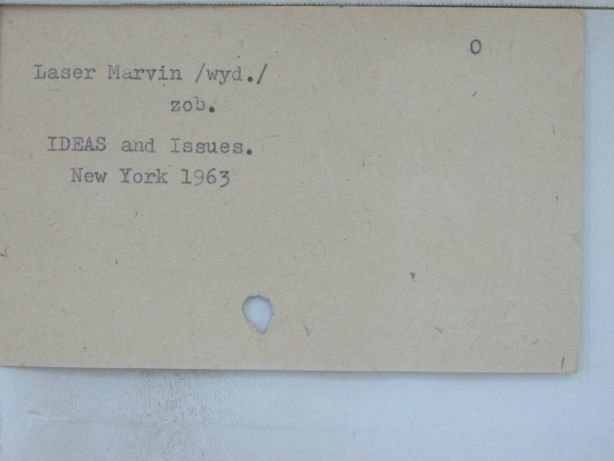 0
Laser Marvin /wyd./
zob.
IDEAS and Issues.
New York 1963